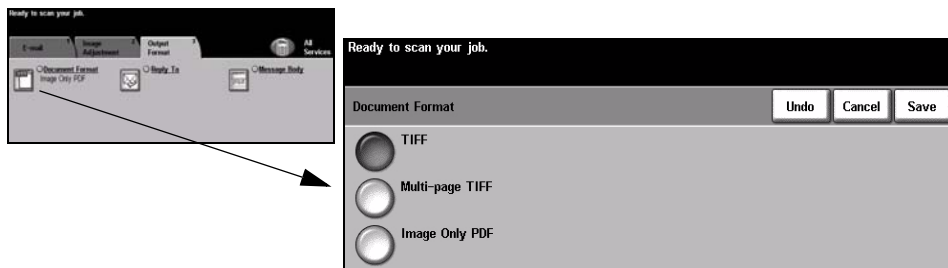 Ready to scan your job.
E-mail
Image Adjustment
Output Format
All Services
Document Format
Image Only PDF
Reply To
Message Body
Ready to scan your job.
Document Format
Undo Cancel Save
TIFF
Multi-page TIFF
Image Only PDF